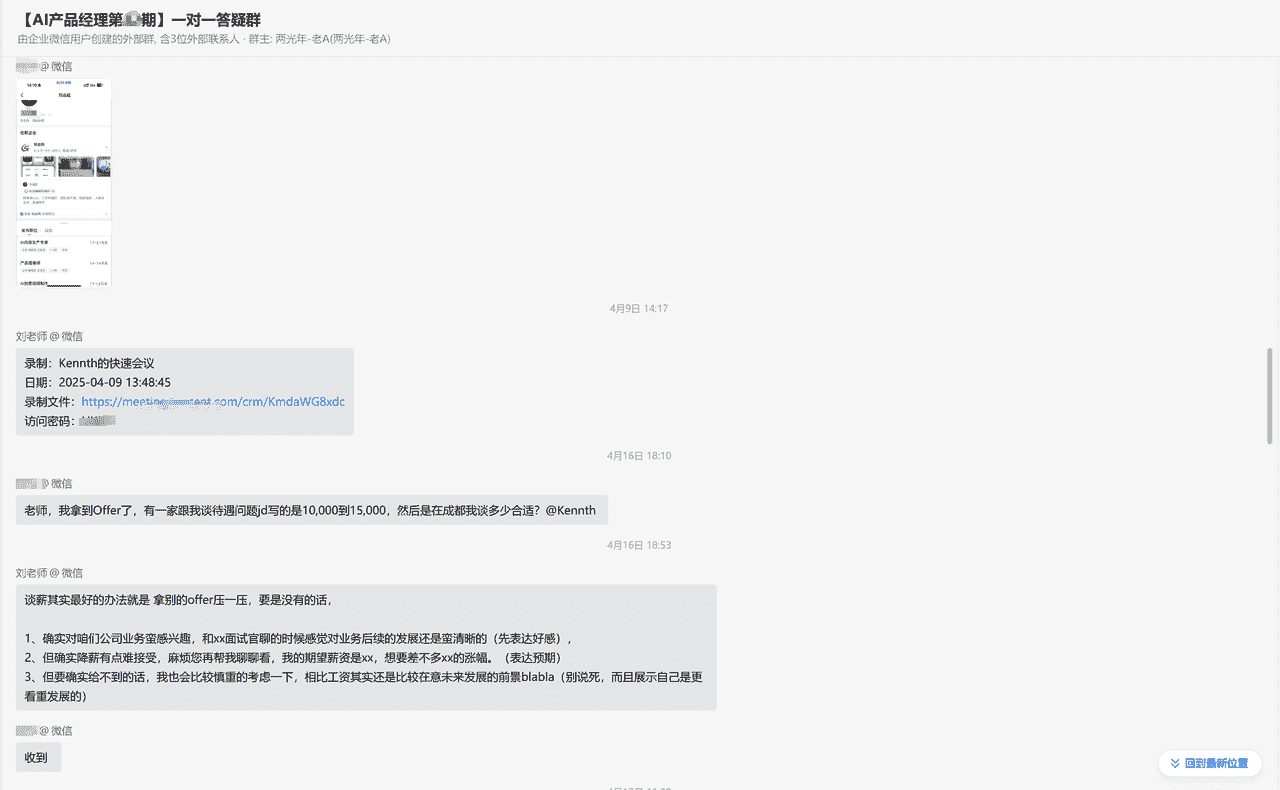 【AI产品经理第期】一对一答疑群
由企业微信用户创建的外部群, 含3位外部联系人 · 群主: 两光年-老A(两光年-老A)
@ 微信
4月9日 14:17
刘老师 @ 微信
录制：Kennth的快速会议
日期：2025-04-09 13:48:45
录制文件：https://meeting.tencent.com/crm/KmdaWG8xdc
访问密码：
4月16日 18:10
@ 微信
老师，我拿到Offer了，有一家跟我谈待遇问题jd写的是10,000到15,000，然后是在成都我谈多少合适？@Kennth
4月16日 18:53
刘老师 @ 微信
谈薪其实最好的办法就是 拿别的offer压一压，要是没有的话，
1、确实对咱们公司业务蛮感兴趣，和xx面试官聊的时候感觉对业务后续的发展还是蛮清晰的（先表达好感），
2、但确实降薪有点难接受，麻烦您再帮我聊聊看，我的期望薪资是xx，想要差不多xx的涨幅。（表达预期）
3、但要确实给不到的话，我也会比较慎重的考虑一下，相比工资其实还是比较在意未来发展的前景blabla（别说死，而且展示自己是更
看重发展的）
@ 微信
收到
回到最新位置